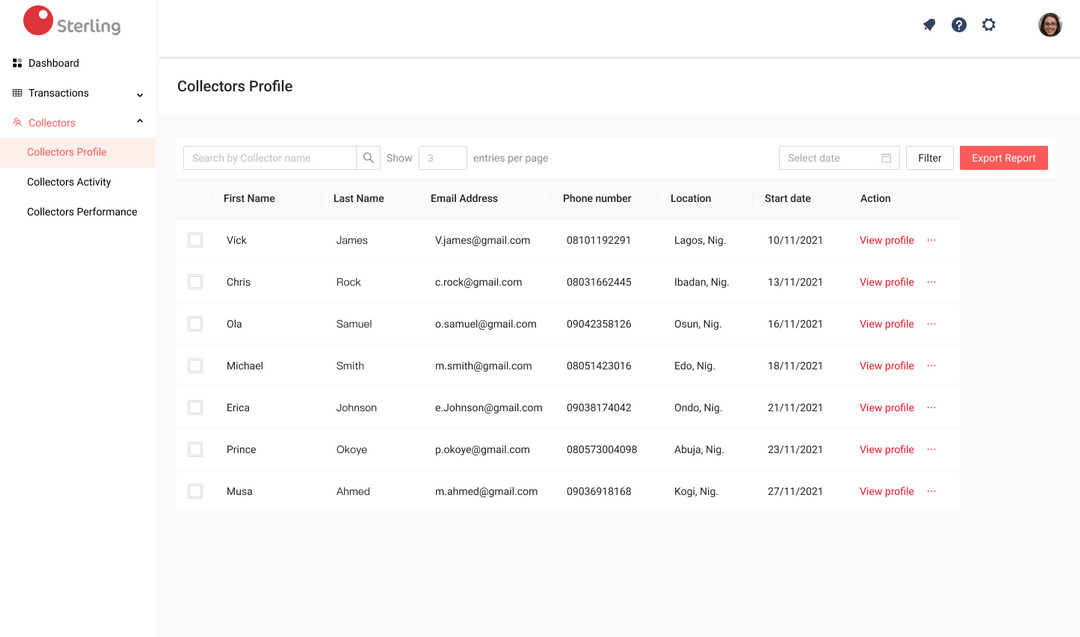 Sterling
Dashboard
Transactions
Collectors
Collectors Profile
Collectors Activity
Collectors Performance
Collectors Profile
Search by Collector name Show 3 entries per page Select date Filter Export Report
First Name Last Name Email Address Phone number Location Start date Action
Vick James V.james@gmail.com 08101192291 Lagos, Nig. 10/11/2021 View profile ...
Chris Rock c.rock@gmail.com 08031662445 Ibadan, Nig. 13/11/2021 View profile ...
Ola Samuel o.samuel@gmail.com 09042358126 Osun, Nig. 16/11/2021 View profile ...
Michael Smith m.smith@gmail.com 08051423016 Edo, Nig. 18/11/2021 View profile ...
Erica Johnson e.Johnson@gmail.com 09038174042 Ondo, Nig. 21/11/2021 View profile ...
Prince Okoye p.okoye@gmail.com 080573004098 Abuja, Nig. 23/11/2021 View profile ...
Musa Ahmed m.ahmed@gmail.com 09036918168 Kogi, Nig. 27/11/2021 View profile ...